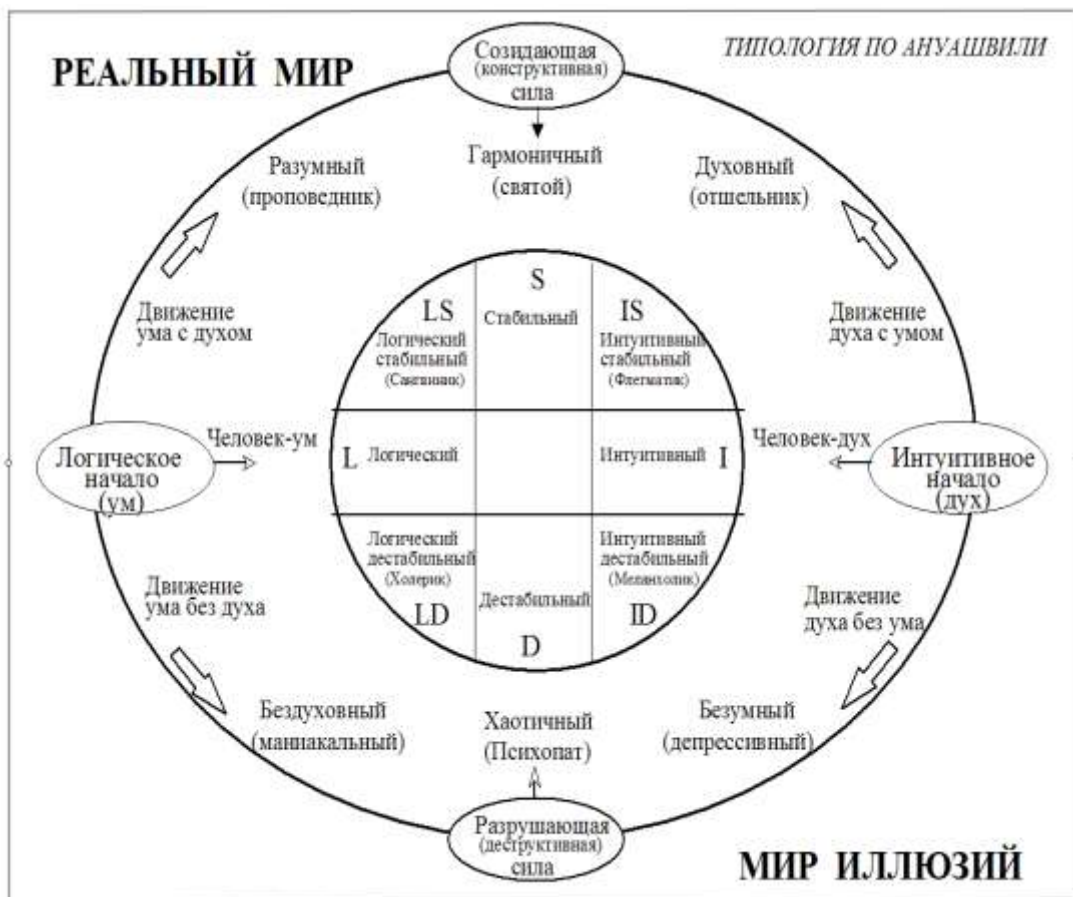 ТИПОЛОГИЯ ПО АНУАШВИЛИ
РЕАЛЬНЫЙ МИР
Созидающая
(конструктивная)
сила
Гармоничный
(святой)
Разумный
(проповедник)
Духовный
(отшельник)
Движение
ума с духом
Движение
духа с умом
S
Стабильный
LS
Логический
стабильный
(Сангвиник)
IS
Интуитивный
стабильный
(Флегматик)
Логическое
начало
(ум)
Человек-ум
L Логический
Интуитивный I
Человек-дух
Интуитивное
начало
(дух)
Логический
дестабильный
(Холерик)
LD
Дестабильный
D
Интуитивный
дестабильный
(Меланхолик)
ID
Движение
ума без духа
Движение
духа без ума
Бездуховный
(маниакальный)
Хаотичный
(Психопат)
Безумный
(депрессивный)
Разрушающая
(деструктивная)
сила
МИР ИЛЛЮЗИЙ